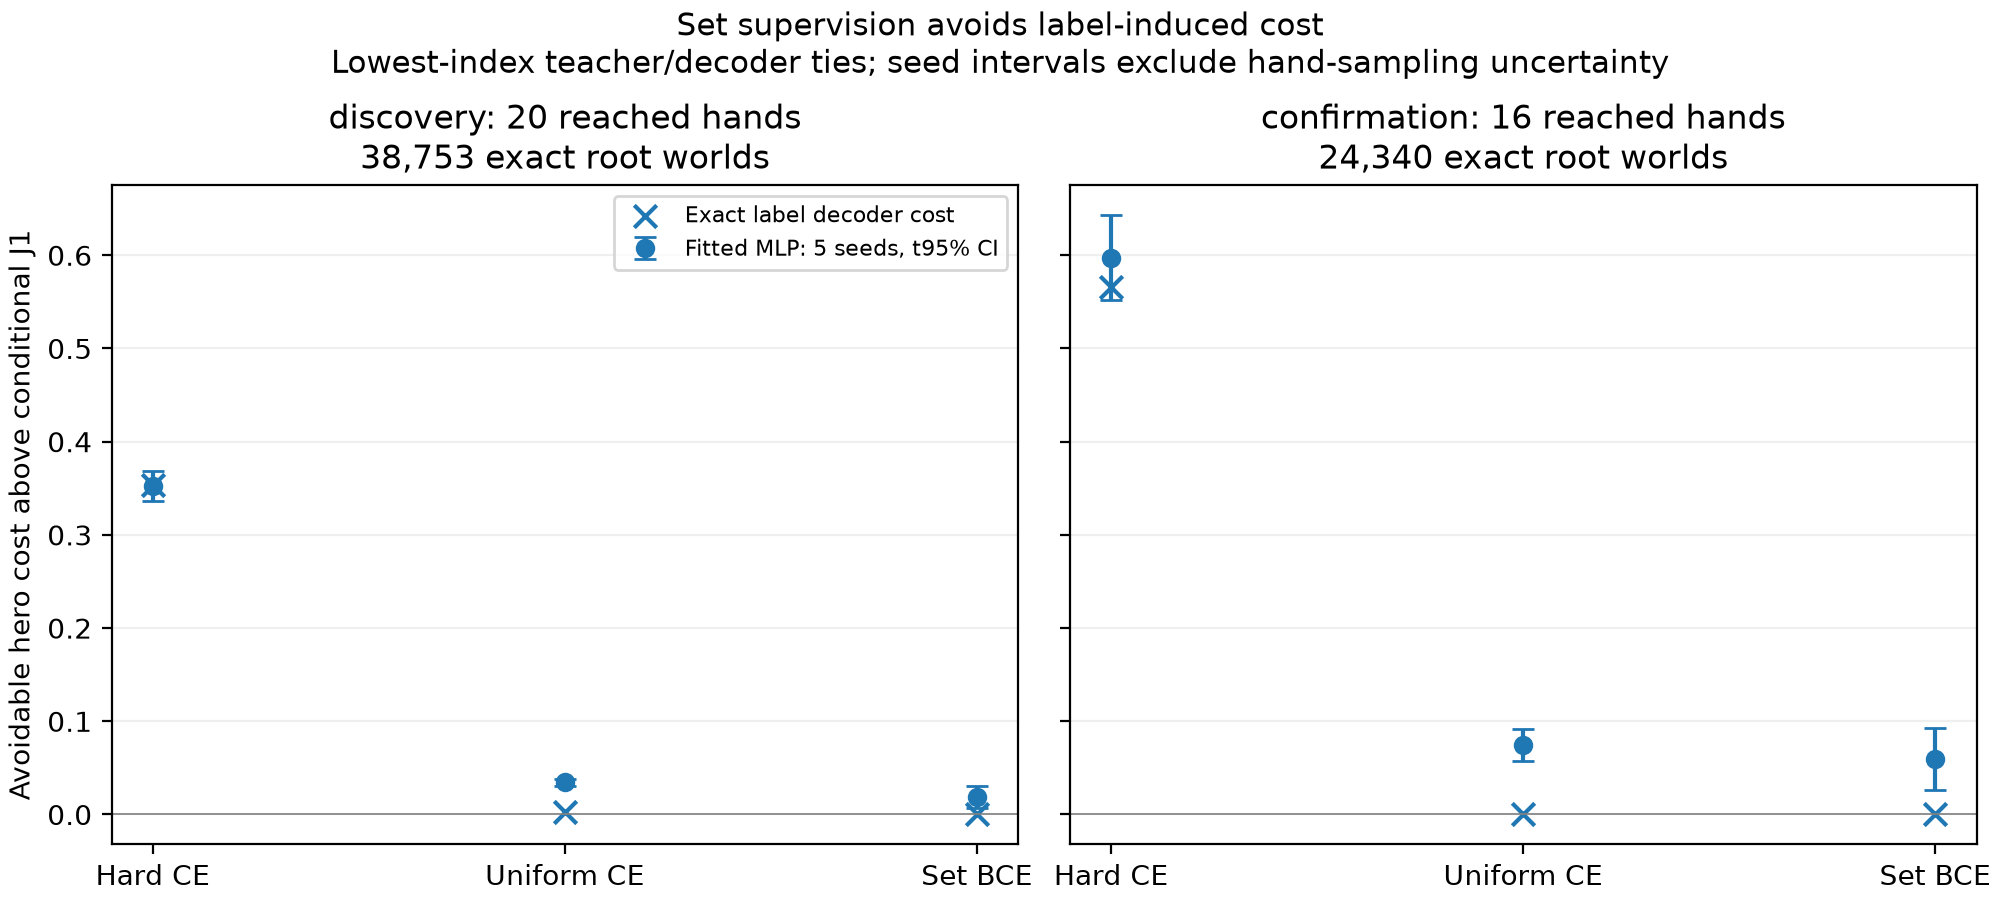 Set supervision avoids label-induced cost
Lowest-index teacher/decoder ties; seed intervals exclude hand-sampling uncertainty
discovery: 20 reached hands
38,753 exact root worlds
confirmation: 16 reached hands
24,340 exact root worlds
Exact label decoder cost
Fitted MLP: 5 seeds, t95% CI
Avoidable hero cost above conditional J1
0.6
0.5
0.4
0.3
0.2
0.1
0.0
Hard CE
Uniform CE
Set BCE
Hard CE
Uniform CE
Set BCE